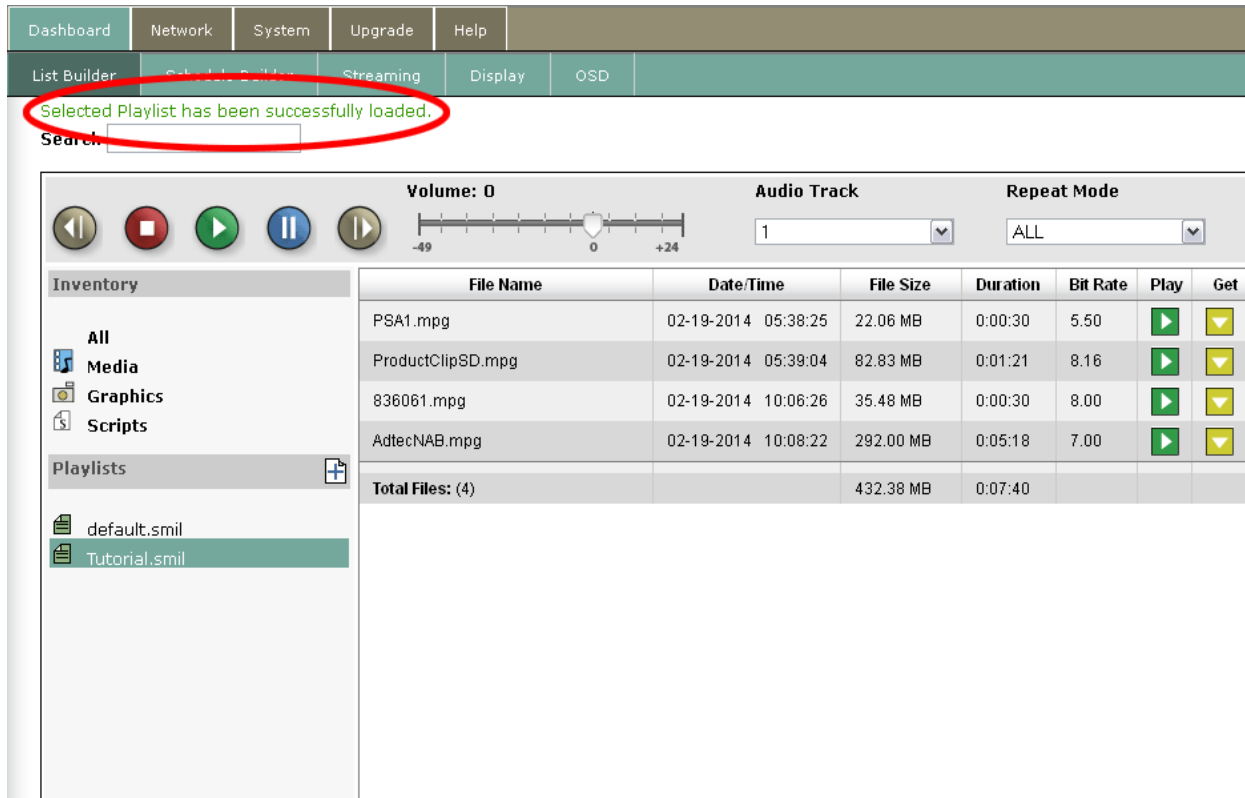 Dashboard Network System Upgrade Help
List Builder Schedule Builder Streaming Display OSD
Selected Playlist has been successfully loaded.
Search
Volume: 0 Audio Track Repeat Mode
-49 0 +24 1 ALL
Inventory
All
Media
Graphics
Scripts
Playlists
default.smil
Tutorial.smil
File Name Date/Time File Size Duration Bit Rate Play Get
PSA1.mpg 02-19-2014 05:38:25 22.06 MB 0:00:30 5.50
ProductClipSD.mpg 02-19-2014 05:39:04 82.83 MB 0:01:21 8.16
836061.mpg 02-19-2014 10:06:26 35.48 MB 0:00:30 8.00
AdtecNAB.mpg 02-19-2014 10:08:22 292.00 MB 0:05:18 7.00
Total Files: (4) 432.38 MB 0:07:40